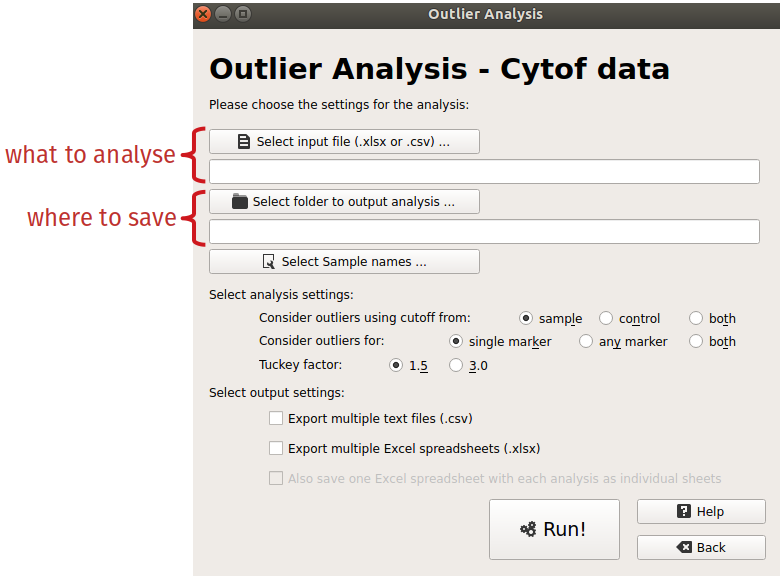 Outlier Analysis
Outlier Analysis - Cytof data
Please choose the settings for the analysis:
what to analyse
Select input file (.xlsx or .csv) ...
where to save
Select folder to output analysis ...
Select Sample names ...
Select analysis settings:
Consider outliers using cutoff from: sample control both
Consider outliers for: single marker any marker both
Tuckey factor: 1.5 3.0
Select output settings:
Export multiple text files (.csv)
Export multiple Excel spreadsheets (.xlsx)
Also save one Excel spreadsheet with each analysis as individual sheets
Run!
Help
Back